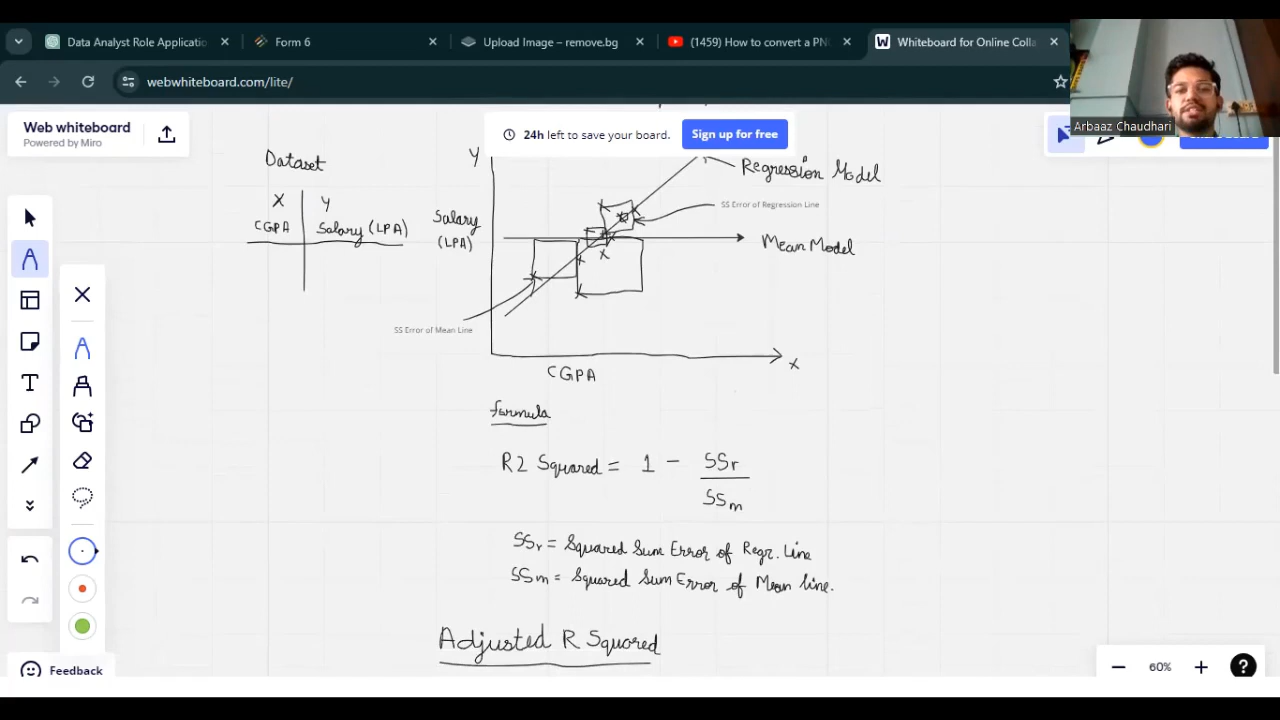 Data Analyst Role Applicatio
Form 6
Upload Image – remove.bg
(1459) How to convert a PN
Whiteboard for Online Colla
webwhiteboard.com/lite/
Arbaaz Chaudhari
Web whiteboard
Powered by Miro
24h left to save your board.
Sign up for free
Dataset
X Y
CGPA Salary (LPA)
Y
Salary
(LPA)
Regression Model
SS Error of Regression Line
Mean Model
SS Error of Mean Line
X
CGPA
formula
R2 Squared = 1 - SSr
SSm
SSr = Squared Sum Error of Regr. Line
SSm = Squared Sum Error of Mean line.
Adjusted R Squared
Feedback
60%